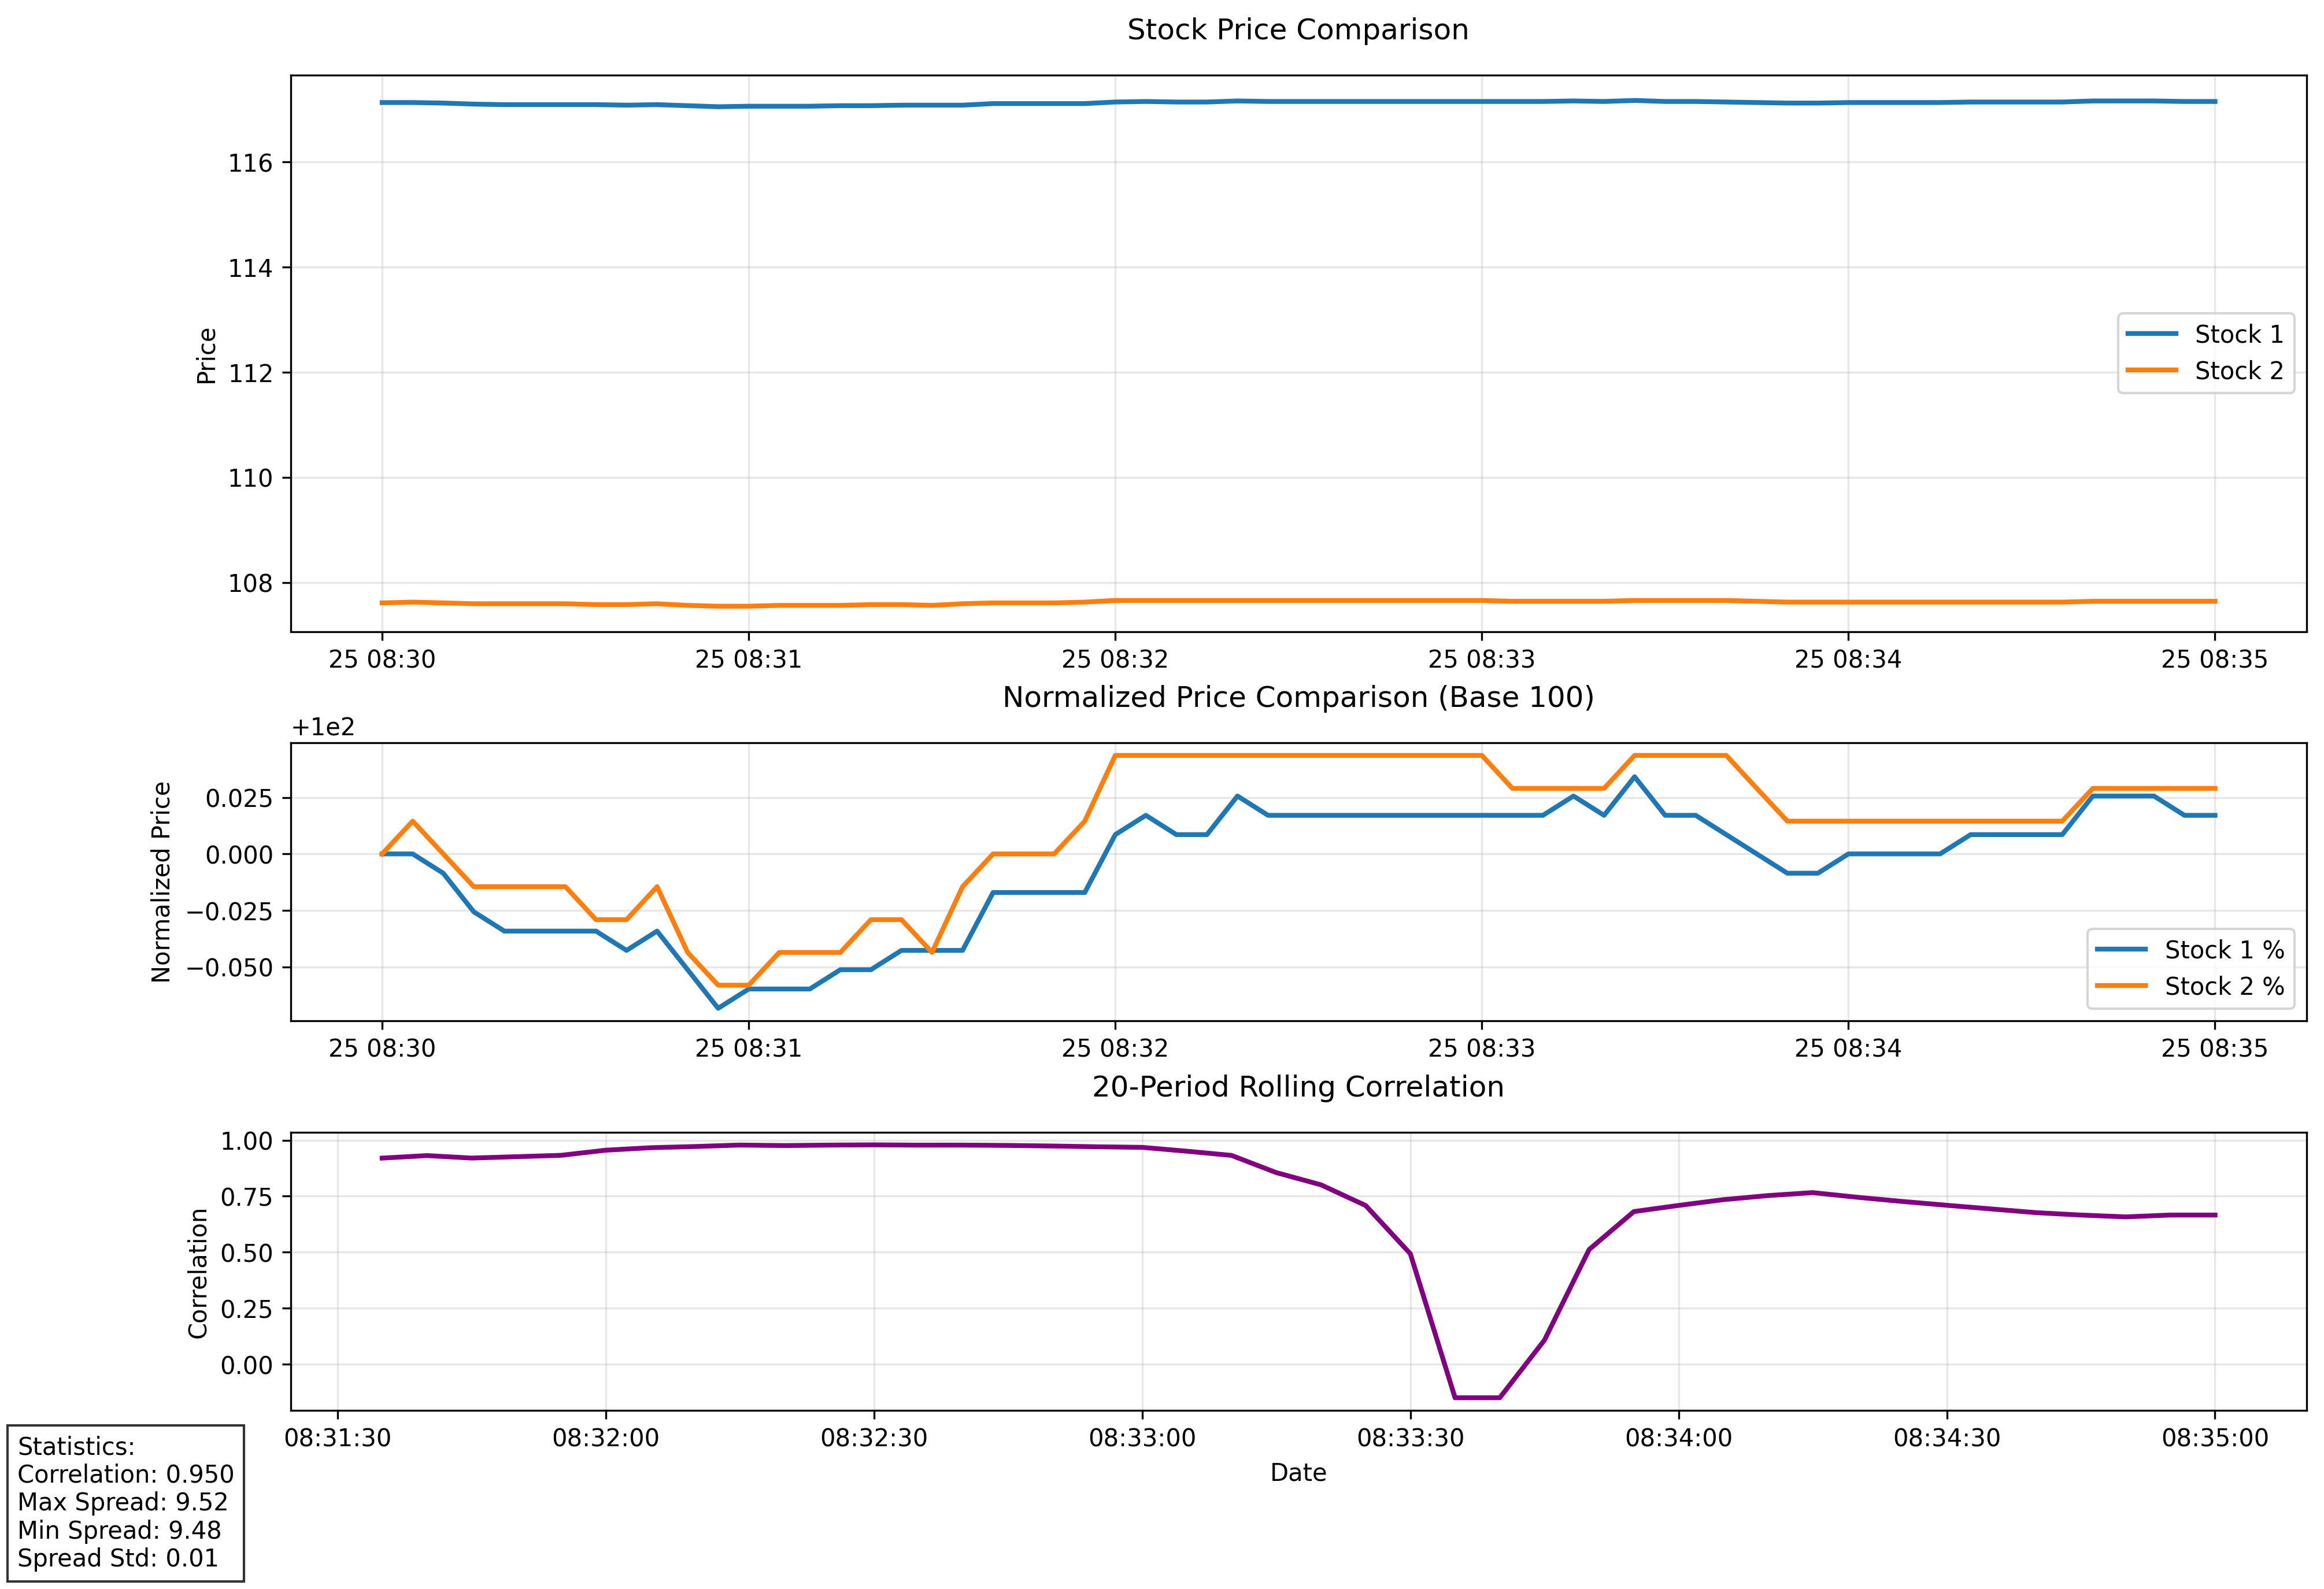 Stock Price Comparison
Price
116
114
112
110
108
Stock 1
Stock 2
25 08:30
25 08:31
25 08:32
25 08:33
25 08:34
25 08:35
Normalized Price Comparison (Base 100)
+1e2
Normalized Price
0.025
0.000
−0.025
−0.050
Stock 1 %
Stock 2 %
25 08:30
25 08:31
25 08:32
25 08:33
25 08:34
25 08:35
20-Period Rolling Correlation
Correlation
1.00
0.75
0.50
0.25
0.00
08:31:30
08:32:00
08:32:30
08:33:00
08:33:30
08:34:00
08:34:30
08:35:00
Date
Statistics:
Correlation: 0.950
Max Spread: 9.52
Min Spread: 9.48
Spread Std: 0.01